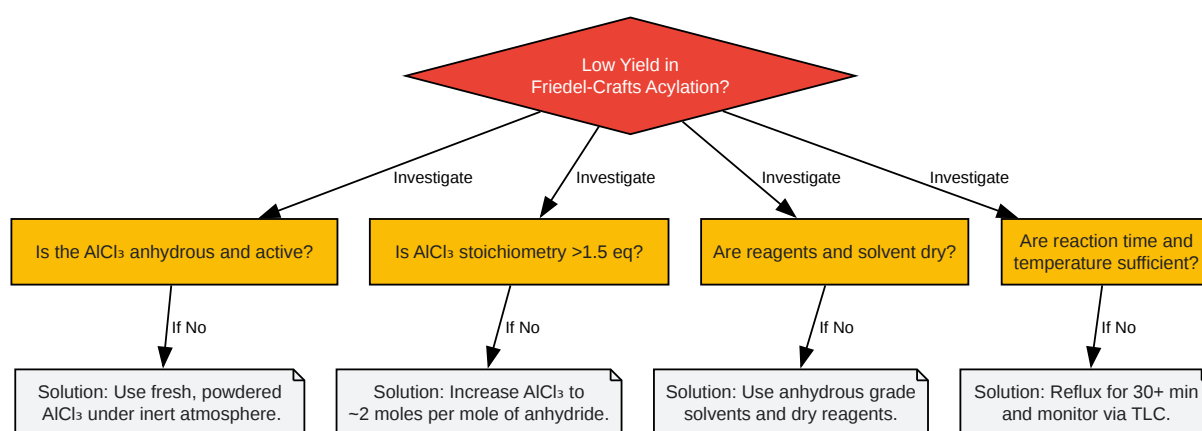 Low Yield in
Friedel-Crafts Acylation?
Investigate
Investigate
Investigate
Investigate
Is the AlCl₃ anhydrous and active?
Is AlCl₃ stoichiometry >1.5 eq?
Are reagents and solvent dry?
Are reaction time and
temperature sufficient?
If No
If No
If No
If No
Solution: Use fresh, powdered
AlCl₃ under inert atmosphere.
Solution: Increase AlCl₃ to
~2 moles per mole of anhydride.
Solution: Use anhydrous grade
solvents and dry reagents.
Solution: Reflux for 30+ min
and monitor via TLC.